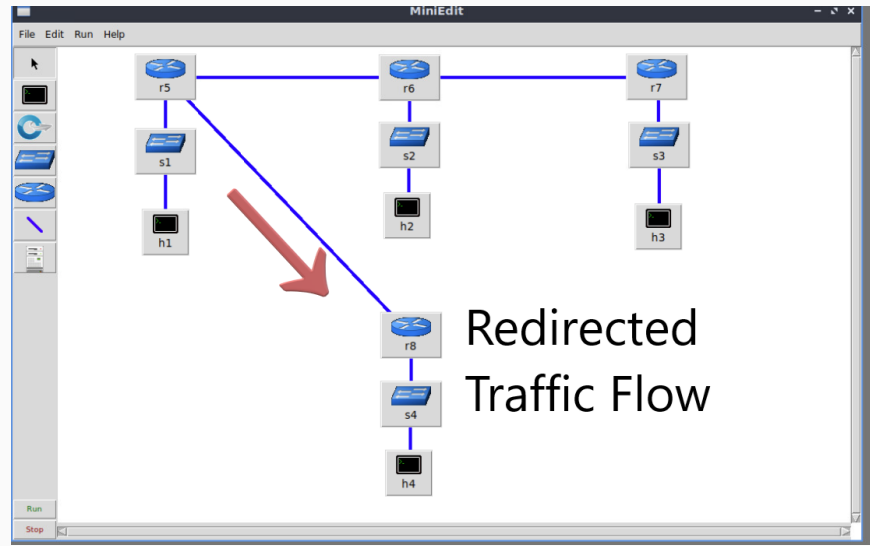 MiniEdit
File Edit Run Help
r5
r6
r7
s1
s2
s3
h1
h2
h3
r8
Redirected
Traffic Flow
s4
h4
Run
Stop